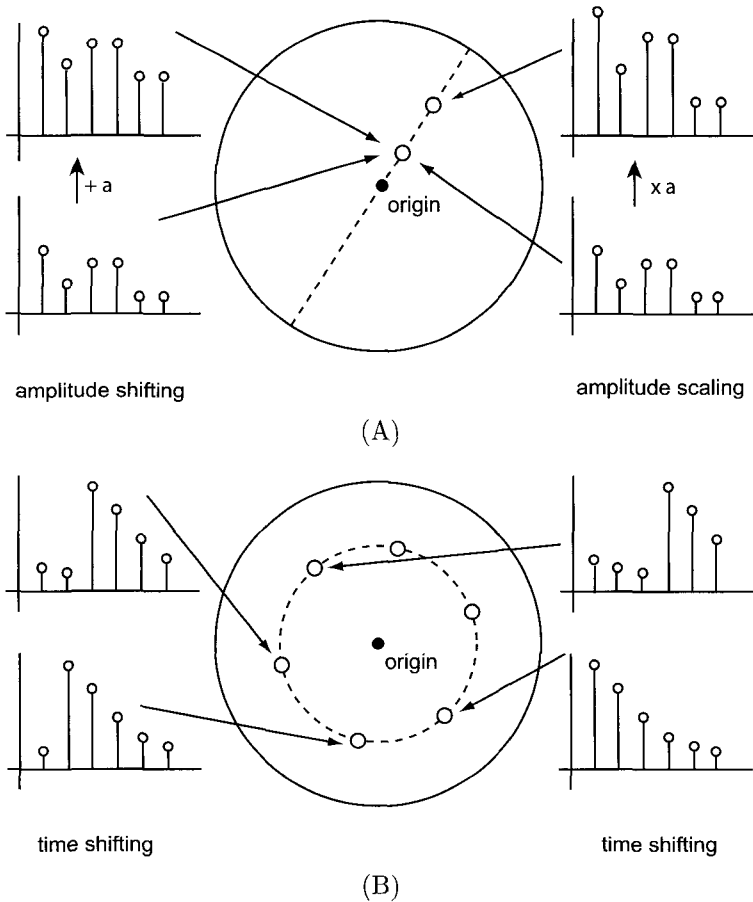 + a
x a
origin
amplitude shifting
amplitude scaling
(A)
origin
time shifting
time shifting
(B)